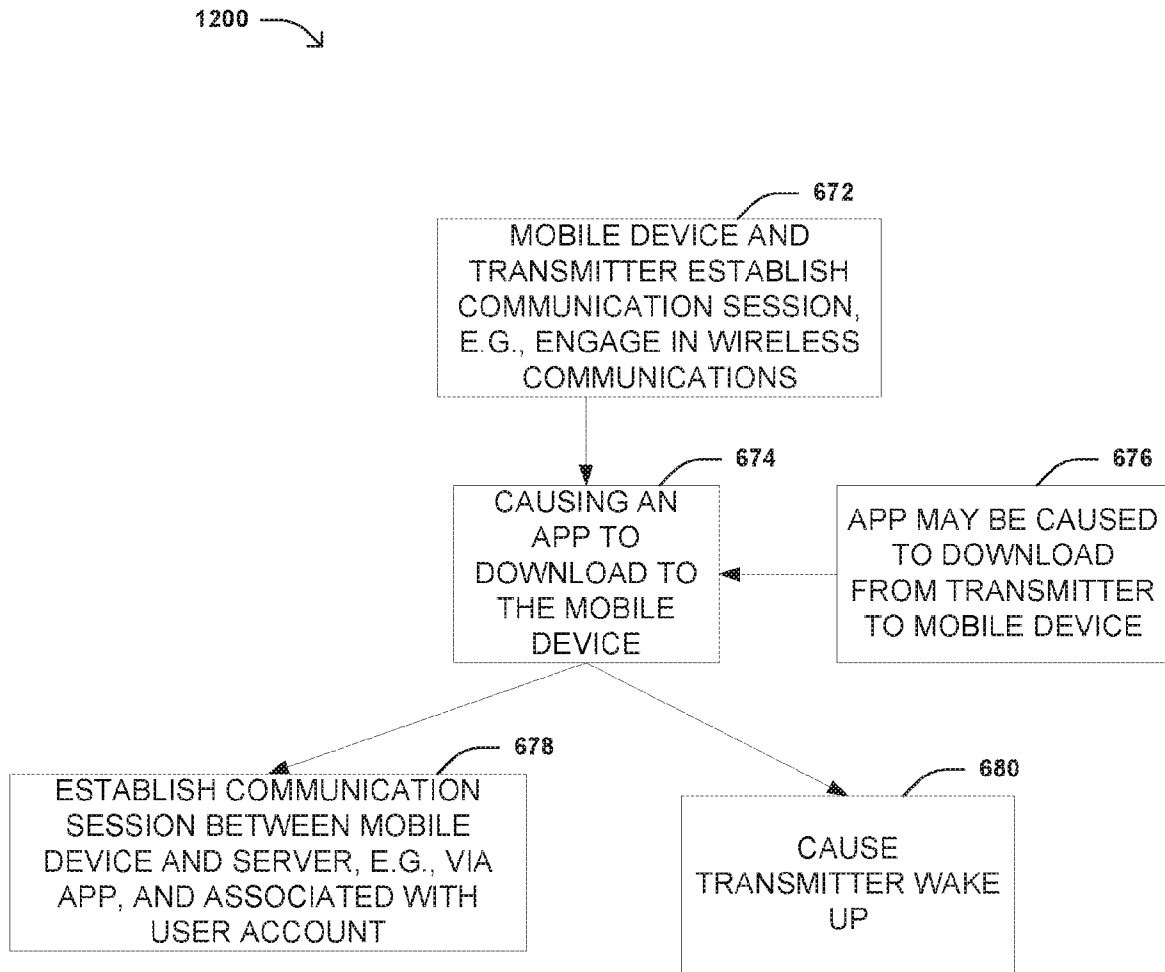 1200
672
MOBILE DEVICE AND
TRANSMITTER ESTABLISH
COMMUNICATION SESSION,
E.G., ENGAGE IN WIRELESS
COMMUNICATIONS
674
CAUSING AN
APP TO
DOWNLOAD TO
THE MOBILE
DEVICE
676
APP MAY BE CAUSED
TO DOWNLOAD
FROM TRANSMITTER
TO MOBILE DEVICE
678
ESTABLISH COMMUNICATION
SESSION BETWEEN MOBILE
DEVICE AND SERVER, E.G., VIA
APP, AND ASSOCIATED WITH
USER ACCOUNT
680
CAUSE
TRANSMITTER WAKE
UP